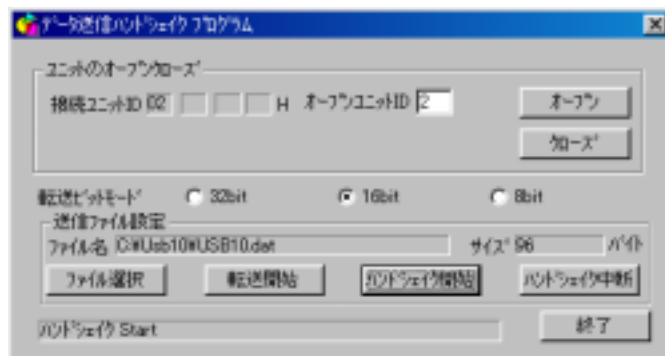 ﾃﾞｰﾀ送信ﾊﾝﾄﾞｼｪｲｸ ﾌﾟﾛｸﾞﾗﾑ
ﾕﾆｯﾄのｵｰﾌﾟﾝｸﾛｰｽﾞ
接続ﾕﾆｯﾄID 02 H ｵｰﾌﾟﾝﾕﾆｯﾄID 2 ｵｰﾌﾟﾝ
ｸﾛｰｽﾞ
転送ﾋﾞｯﾄﾓｰﾄﾞ 32bit 16bit 8bit
送信ﾌｧｲﾙ設定
ﾌｧｲﾙ名 C:¥Usb10¥USB10.dat ｻｲｽﾞ 96 ﾊﾞｲﾄ
ﾌｧｲﾙ選択 転送開始 ﾊﾝﾄﾞｼｪｲｸ開始 ﾊﾝﾄﾞｼｪｲｸ中断
ﾊﾝﾄﾞｼｪｲｸ Start 終了